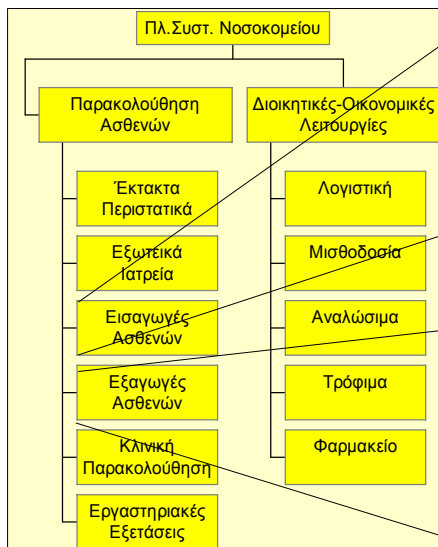 Πλ.Συστ. Νοσοκομείου
Παρακολούθηση
Ασθενών
Διοικητικές-Οικονομικές
Λειτουργίες
Έκτακτα
Περιστατικά
Εξωτεικά
Ιατρεία
Εισαγωγές
Ασθενών
Εξαγωγές
Ασθενών
Κλινική
Παρακολούθηση
Εργαστηριακές
Εξετάσεις
Λογιστική
Μισθοδοσία
Αναλώσιμα
Τρόφιμα
Φαρμακείο